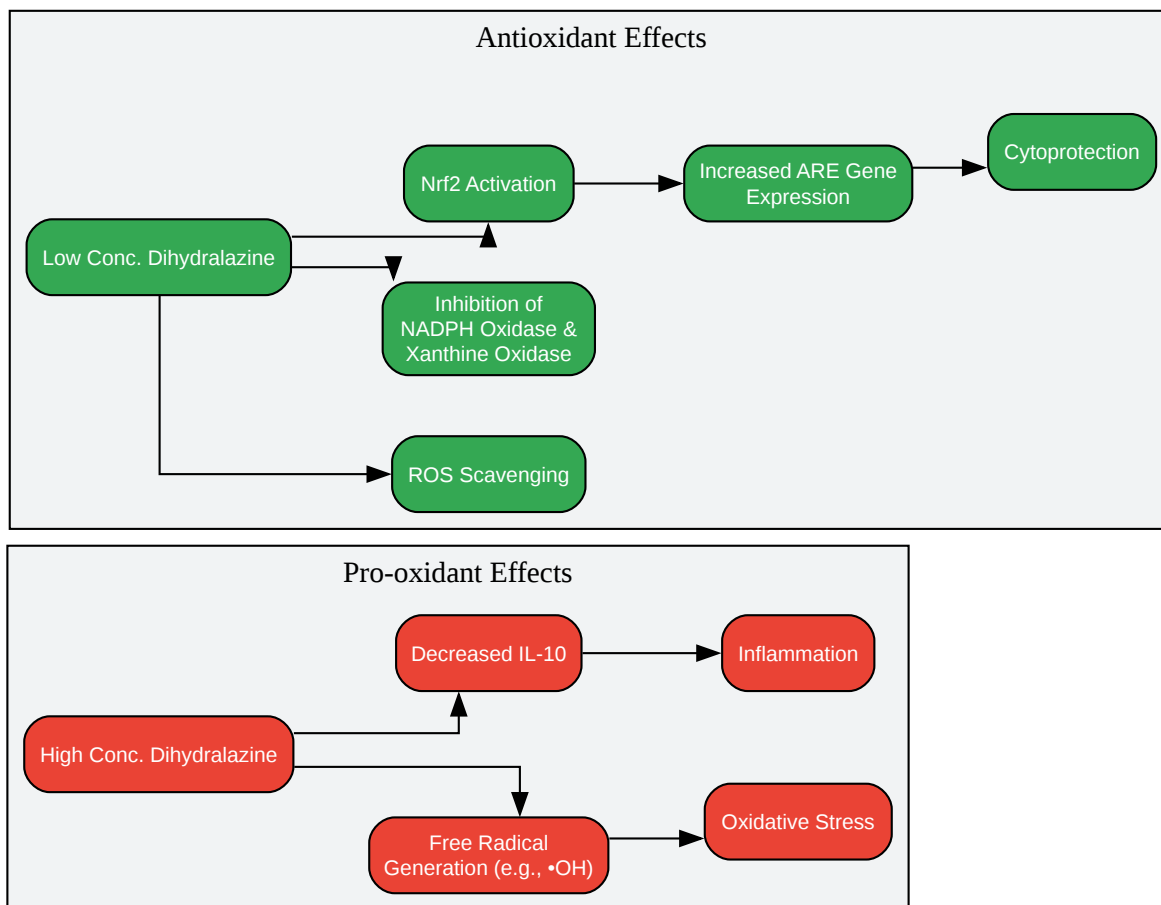 Antioxidant Effects
Cytoprotection
Nrf2 Activation
Increased ARE Gene
Expression
Low Conc. Dihydralazine
Inhibition of
NADPH Oxidase &
Xanthine Oxidase
ROS Scavenging
Pro-oxidant Effects
Decreased IL-10
Inflammation
High Conc. Dihydralazine
Free Radical
Generation (e.g., •OH)
Oxidative Stress